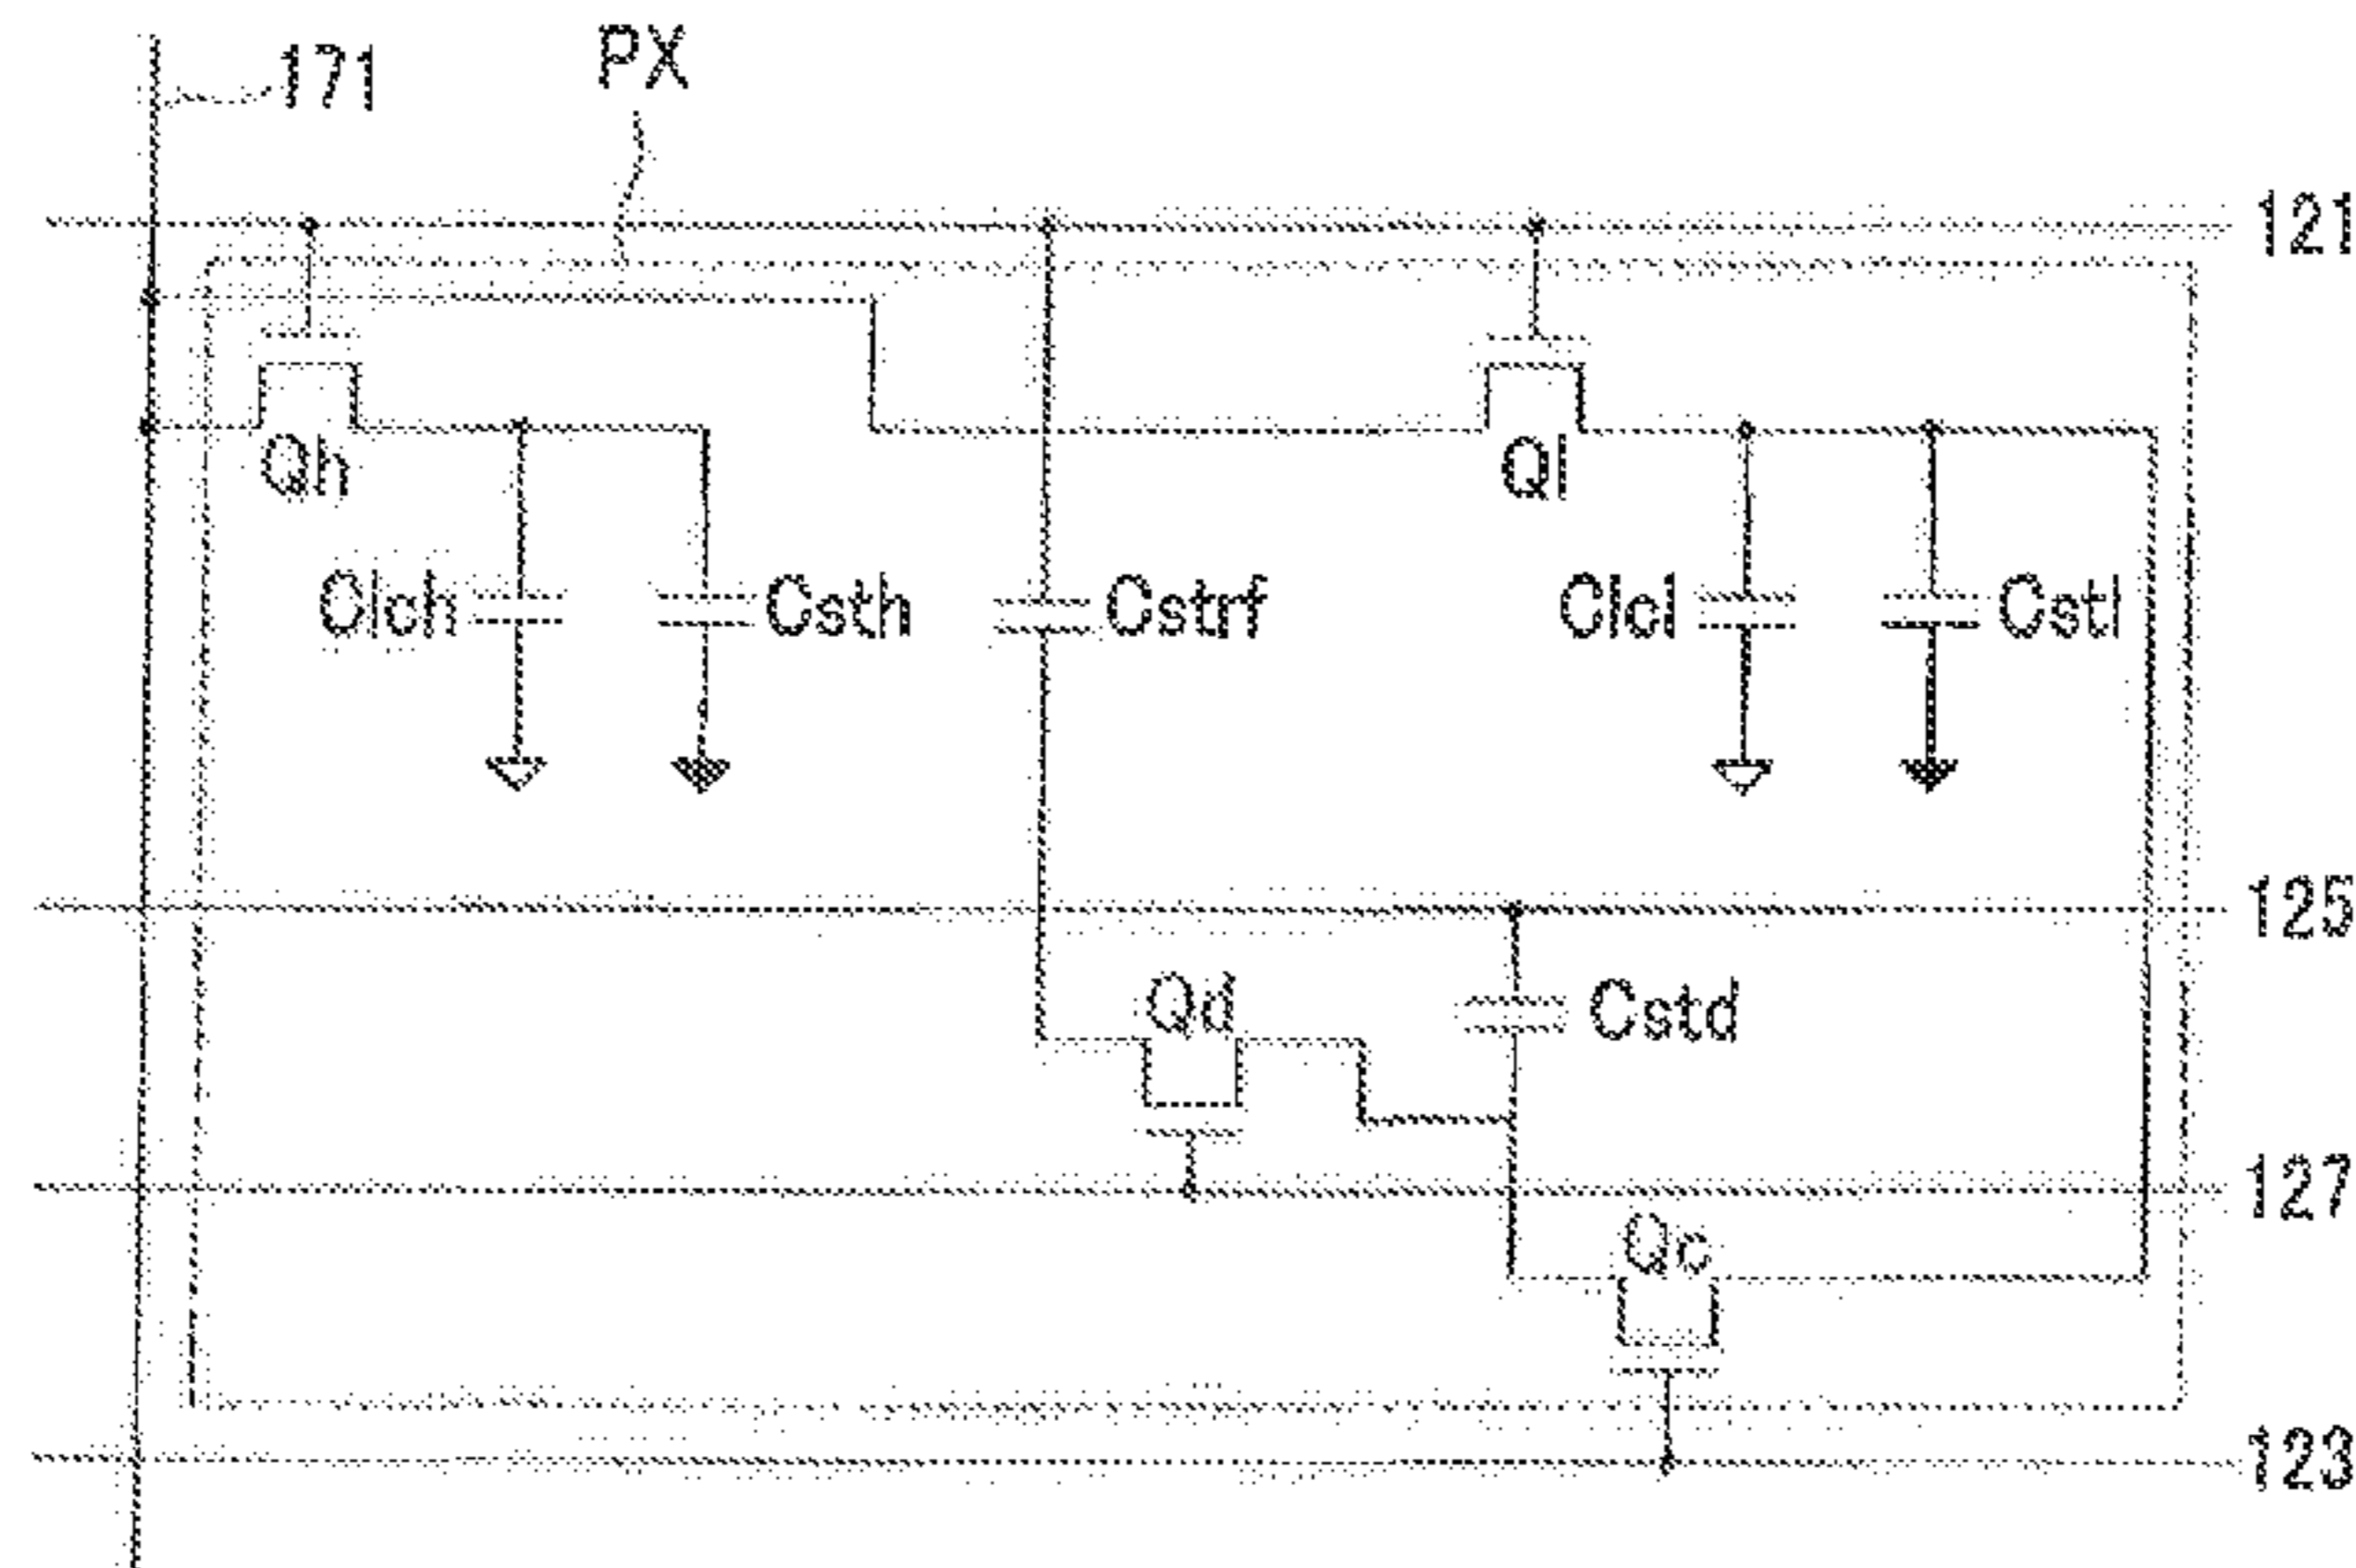 171
PX
121
Qh
Ql
Clch
Csth
Cstrf
Clcl
Cstl
125
Qd
Cstd
127
Qc
123